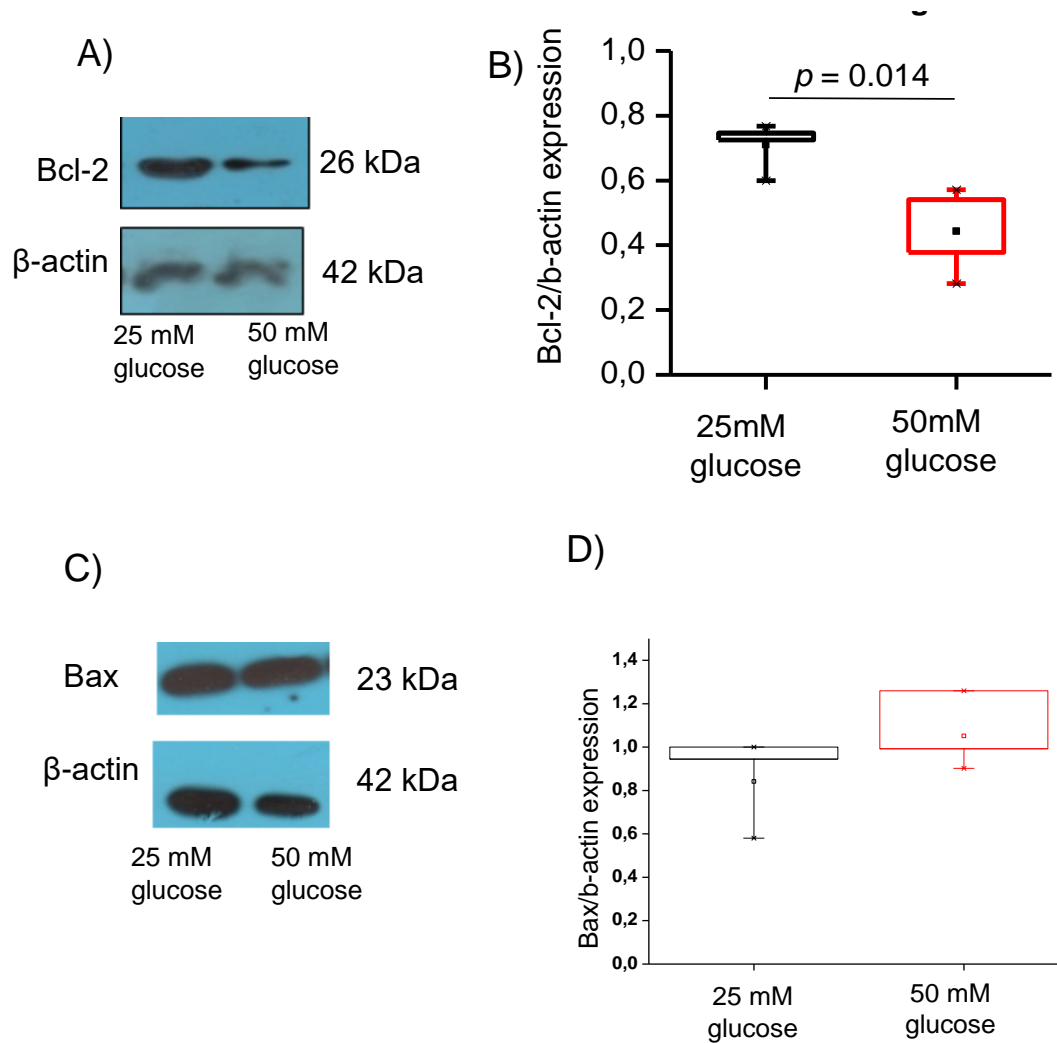 A)
Bcl-2
26 kDa
β-actin
42 kDa
25 mM
glucose
50 mM
glucose
B)
Bcl-2/b-actin expression
1,0
0,8
0,6
0,4
0,2
0,0
p = 0.014
25mM
glucose
50mM
glucose
C)
Bax
23 kDa
β-actin
42 kDa
25 mM
glucose
50 mM
glucose
D)
Bax/b-actin expression
1,4
1,2
1,0
0,8
0,6
0,4
0,2
0,0
25 mM
glucose
50 mM
glucose